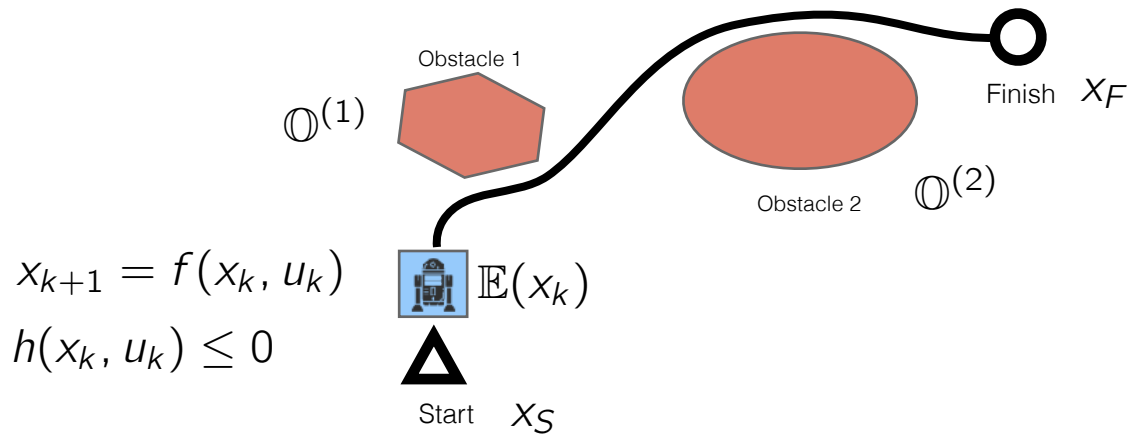 Obstacle 1
𝕆⁽¹⁾
Finish x_F
Obstacle 2
𝕆⁽²⁾
x_{k+1} = f(x_k, u_k)
𝔼(x_k)
h(x_k, u_k) ≤ 0
Start x_S